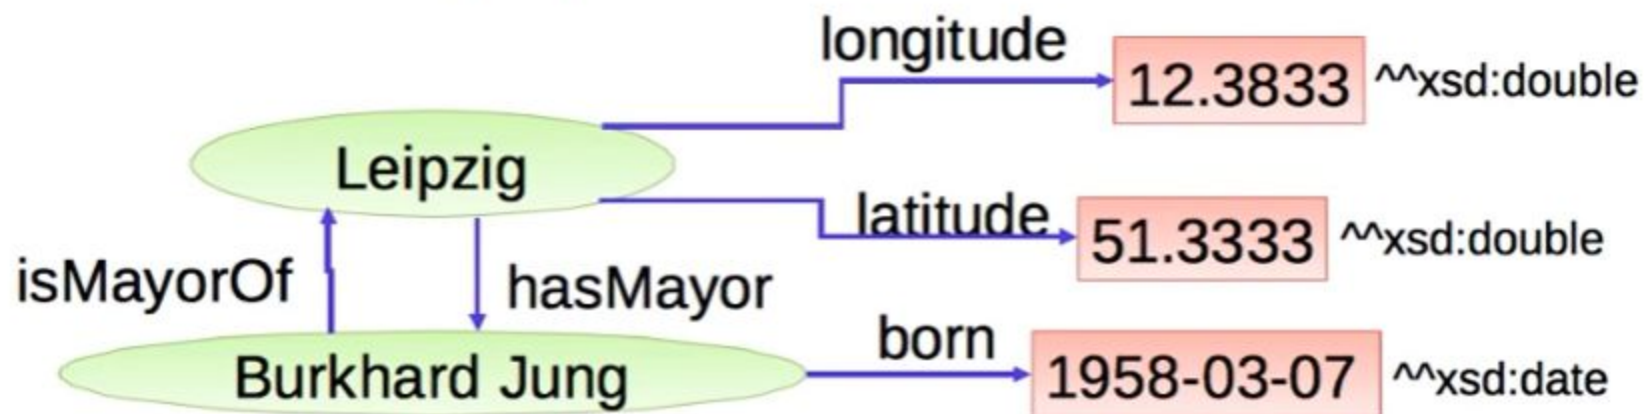 longitude
12.3833 ^^xsd:double
Leipzig
latitude
51.3333 ^^xsd:double
isMayorOf
hasMayor
born
Burkhard Jung
1958-03-07 ^^xsd:date